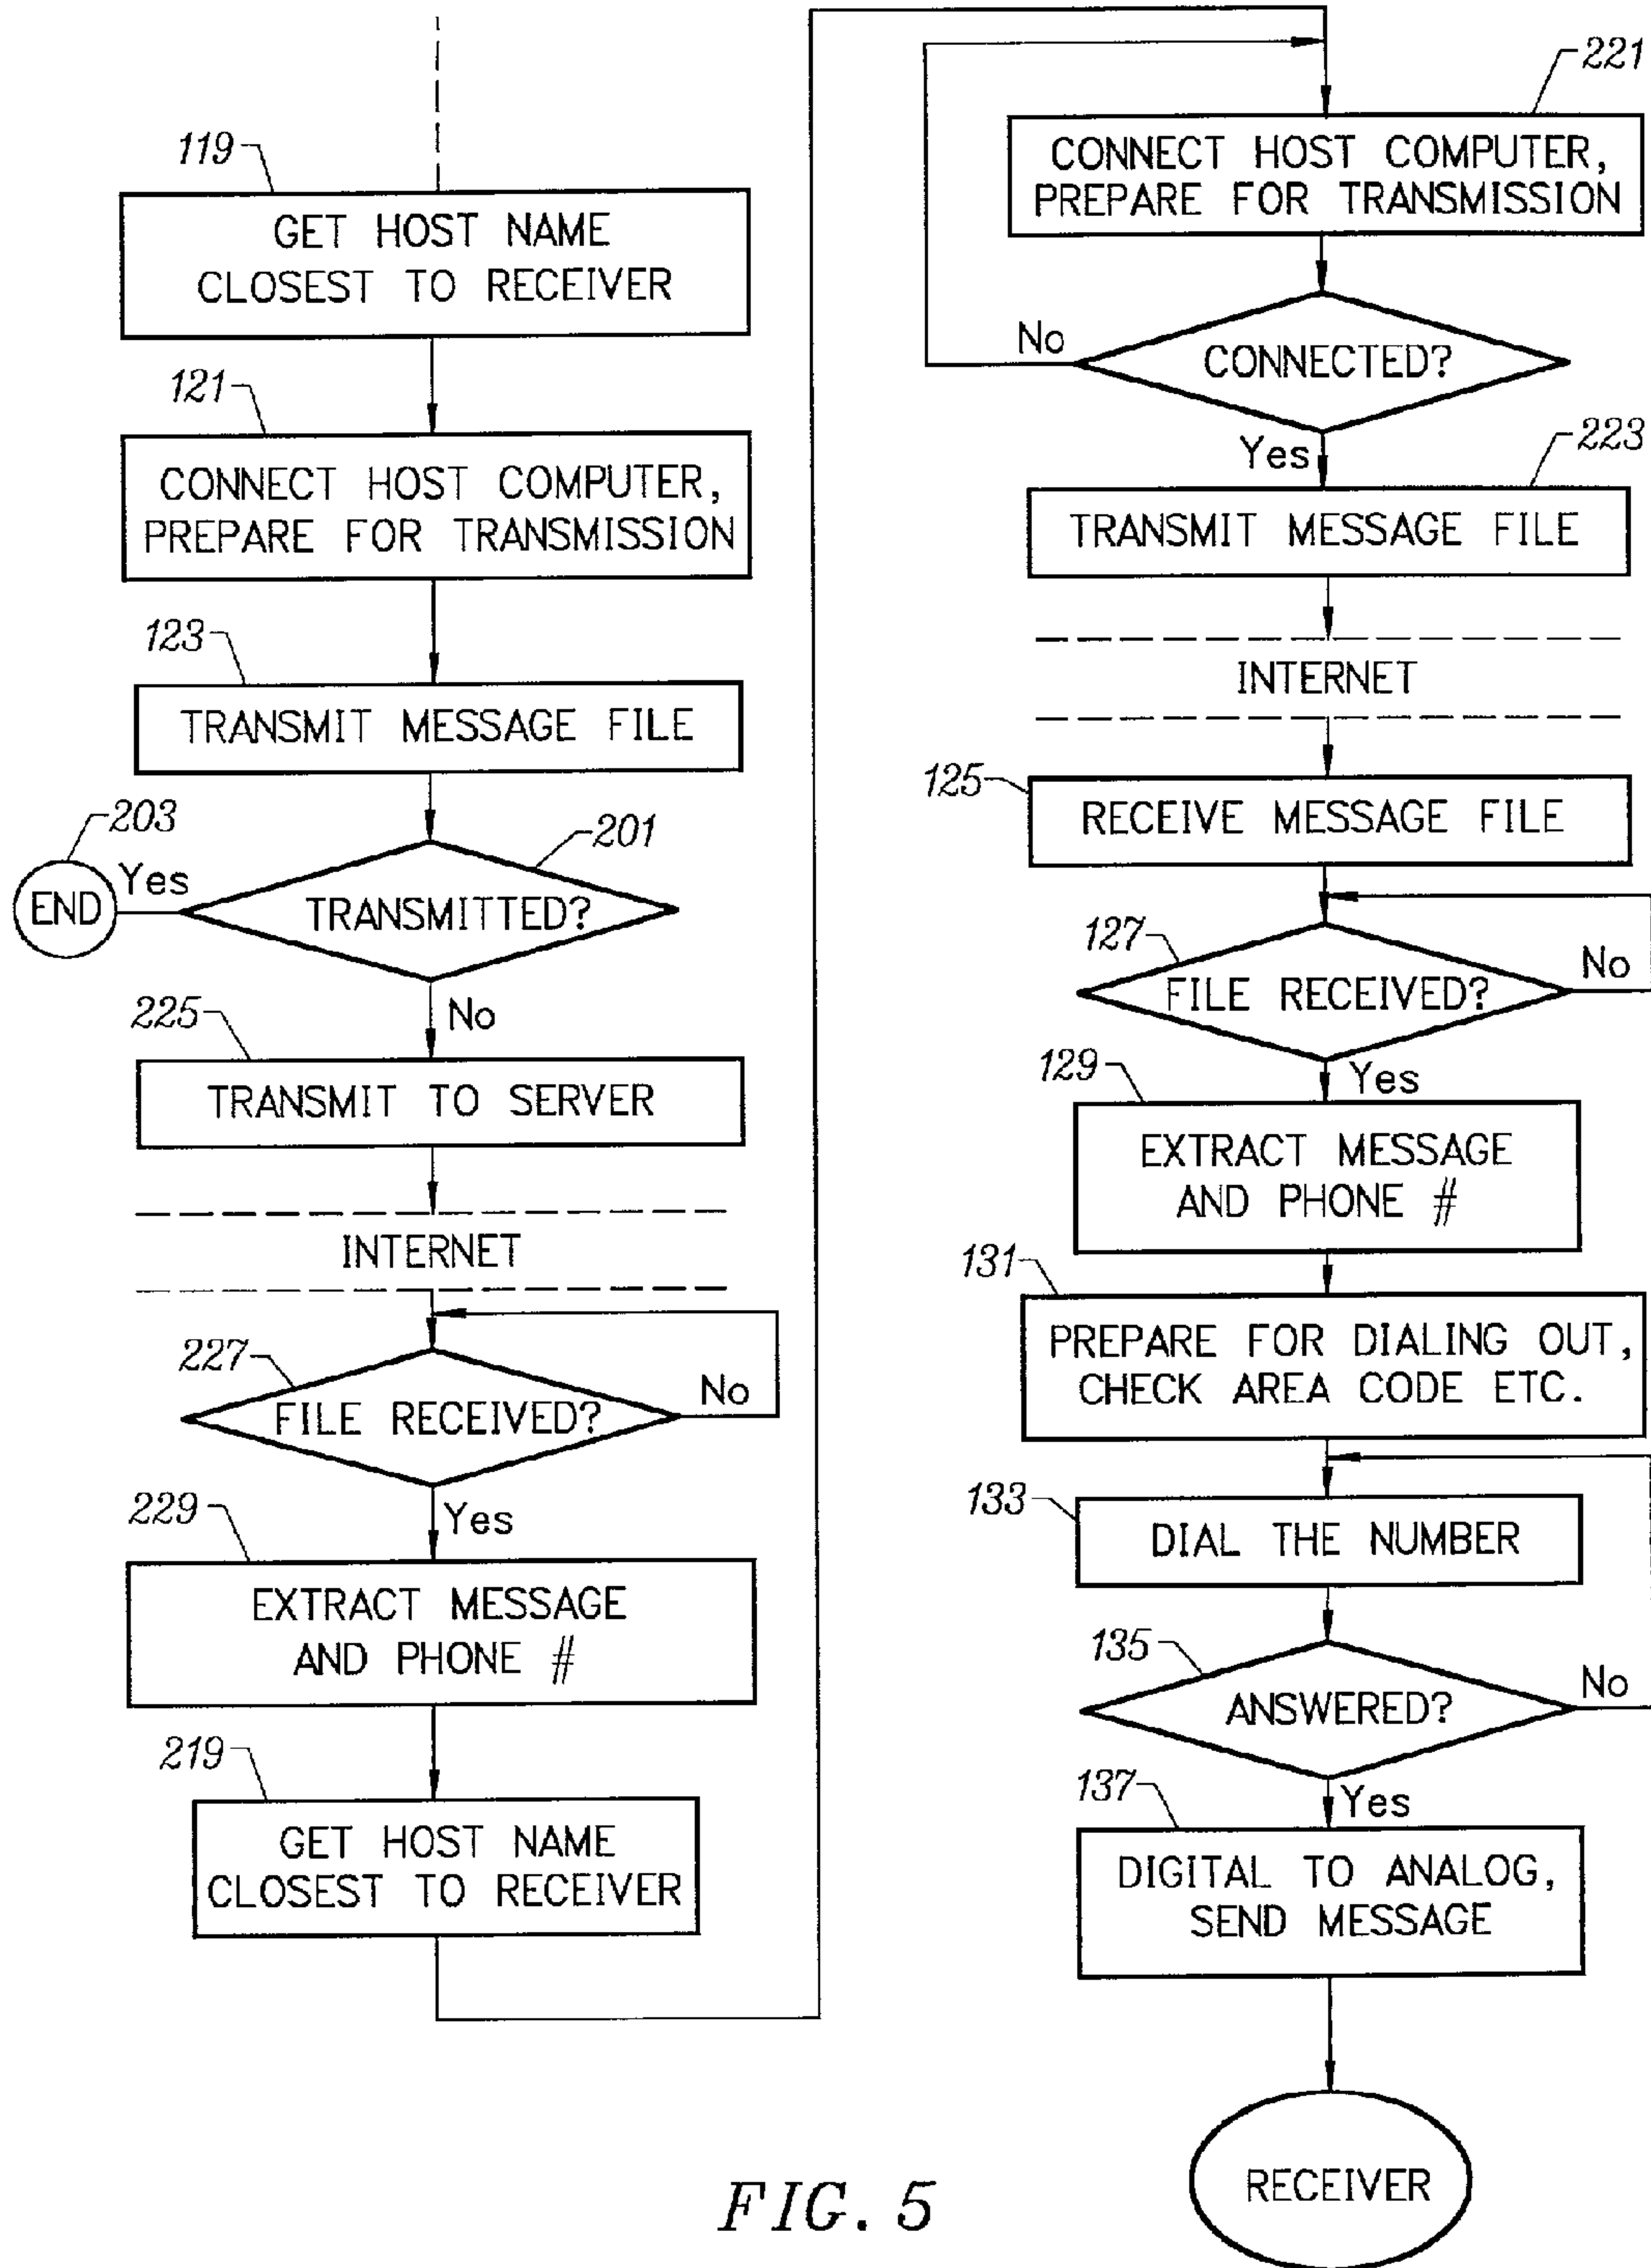 119
GET HOST NAME
CLOSEST TO RECEIVER
121
CONNECT HOST COMPUTER,
PREPARE FOR TRANSMISSION
123
TRANSMIT MESSAGE FILE
203
END
Yes
201
TRANSMITTED?
No
225
TRANSMIT TO SERVER
INTERNET
227
FILE RECEIVED?
No
Yes
229
EXTRACT MESSAGE
AND PHONE #
219
GET HOST NAME
CLOSEST TO RECEIVER
221
CONNECT HOST COMPUTER,
PREPARE FOR TRANSMISSION
No
CONNECTED?
Yes
223
TRANSMIT MESSAGE FILE
INTERNET
125
RECEIVE MESSAGE FILE
127
FILE RECEIVED?
No
Yes
129
EXTRACT MESSAGE
AND PHONE #
131
PREPARE FOR DIALING OUT,
CHECK AREA CODE ETC.
133
DIAL THE NUMBER
135
ANSWERED?
No
Yes
137
DIGITAL TO ANALOG,
SEND MESSAGE
RECEIVER
FIG. 5